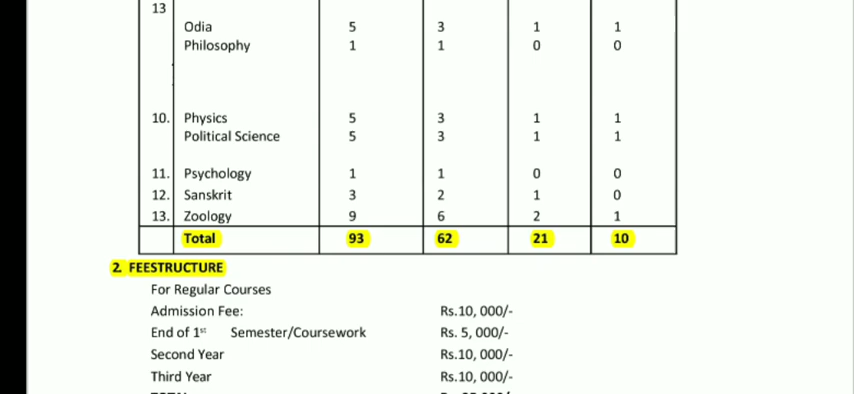 13
Odia 5 3 1 1
Philosophy 1 1 0 0
10. Physics 5 3 1 1
Political Science 5 3 1 1
11. Psychology 1 1 0 0
12. Sanskrit 3 2 1 0
13. Zoology 9 6 2 1
Total 93 62 21 10
2. FEESTRUCTURE
For Regular Courses
Admission Fee: Rs.10, 000/-
End of 1st Semester/Coursework Rs. 5, 000/-
Second Year Rs.10, 000/-
Third Year Rs.10, 000/-